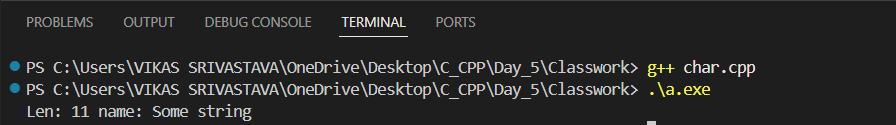 PROBLEMS OUTPUT DEBUG CONSOLE TERMINAL PORTS
PS C:\Users\VIKAS SRIVASTAVA\OneDrive\Desktop\C_CPP\Day_5\Classwork> g++ char.cpp
PS C:\Users\VIKAS SRIVASTAVA\OneDrive\Desktop\C_CPP\Day_5\Classwork> .\a.exe
Len: 11 name: Some string